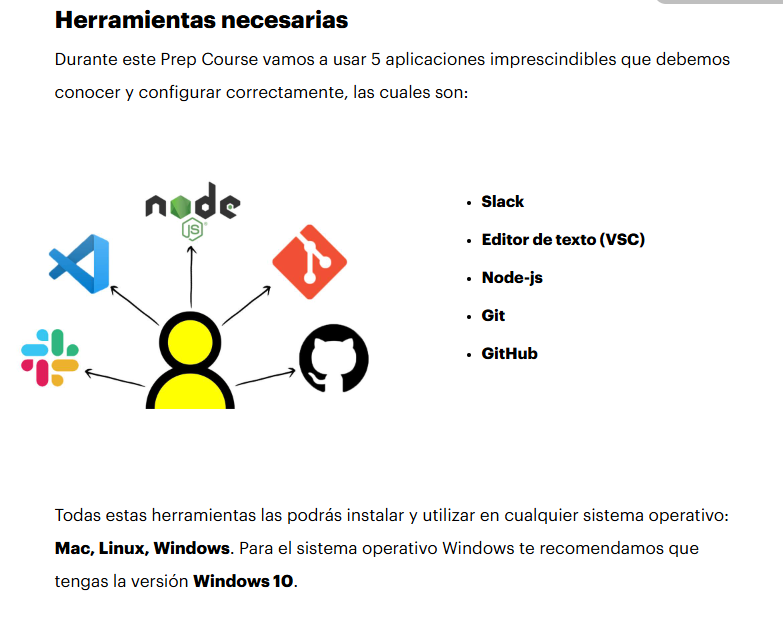 Herramientas necesarias
Durante este Prep Course vamos a usar 5 aplicaciones imprescindibles que debemos
conocer y configurar correctamente, las cuales son:
node
JS
Slack
Editor de texto (VSC)
Node-js
Git
GitHub
Todas estas herramientas las podrás instalar y utilizar en cualquier sistema operativo:
Mac, Linux, Windows. Para el sistema operativo Windows te recomendamos que
tengas la versión Windows 10.